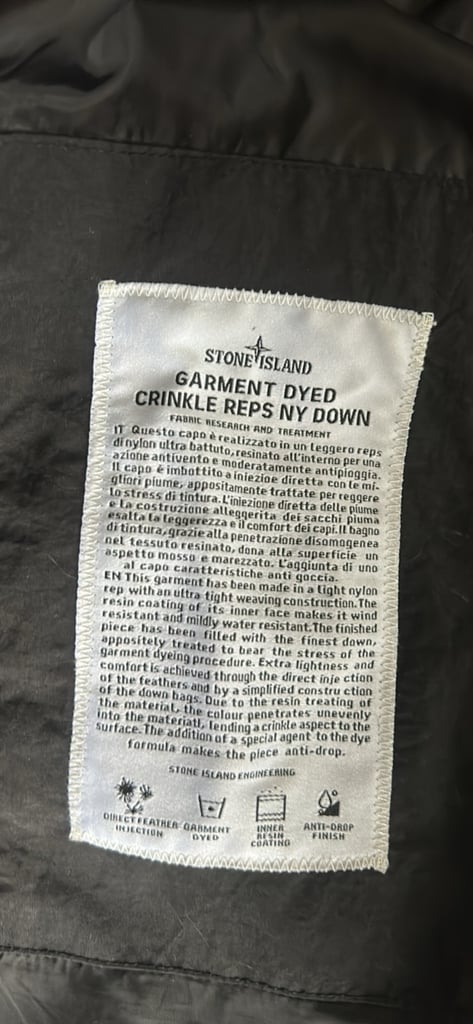 STONE ISLAND
GARMENT DYED
CRINKLE REPS NY DOWN
FABRIC RESEARCH AND TREATMENT
IT Questo capo è realizzato in un leggero reps
di nylon ultra battuto, resinato all'interno per una
azione antivento e moderatamente antipioggia.
Il capo è imbottito a iniezione diretta con le mi-
gliori piume, appositamente trattate per reggere
lo stress di tintura. L'iniezione diretta delle piume
e la costruzione alleggerita dei sacchi piuma
esalta la leggerezza e il comfort dei capi. Il bagno
di tintura, grazie alla penetrazione disomogenea
nel tessuto resinato, dona alla superficie un
aspetto mosso e marezzato. L'aggiunta di uno
al capo caratteristiche anti goccia.
EN This garment has been made in a light nylon
rep with an ultra tight weaving construction. The
resin coating of its inner face makes it wind
resistant and mildly water resistant. The finished
piece has been filled with the finest down,
appositely treated to bear the stress of the
garment dyeing procedure. Extra lightness and
comfort is achieved through the direct inje ction
of the feathers and by a simplified constru ction
of the down bags. Due to the resin treating of
the material, the colour penetrates unevenly
into the material, lending a crinkle aspect to the
surface. The addition of a special agent to the dye
formula makes the piece anti-drop.
STONE ISLAND ENGINEERING
DIRECT FEATHER INJECTION
GARMENT DYED
INNER RESIN COATING
ANTI-DROP FINISH